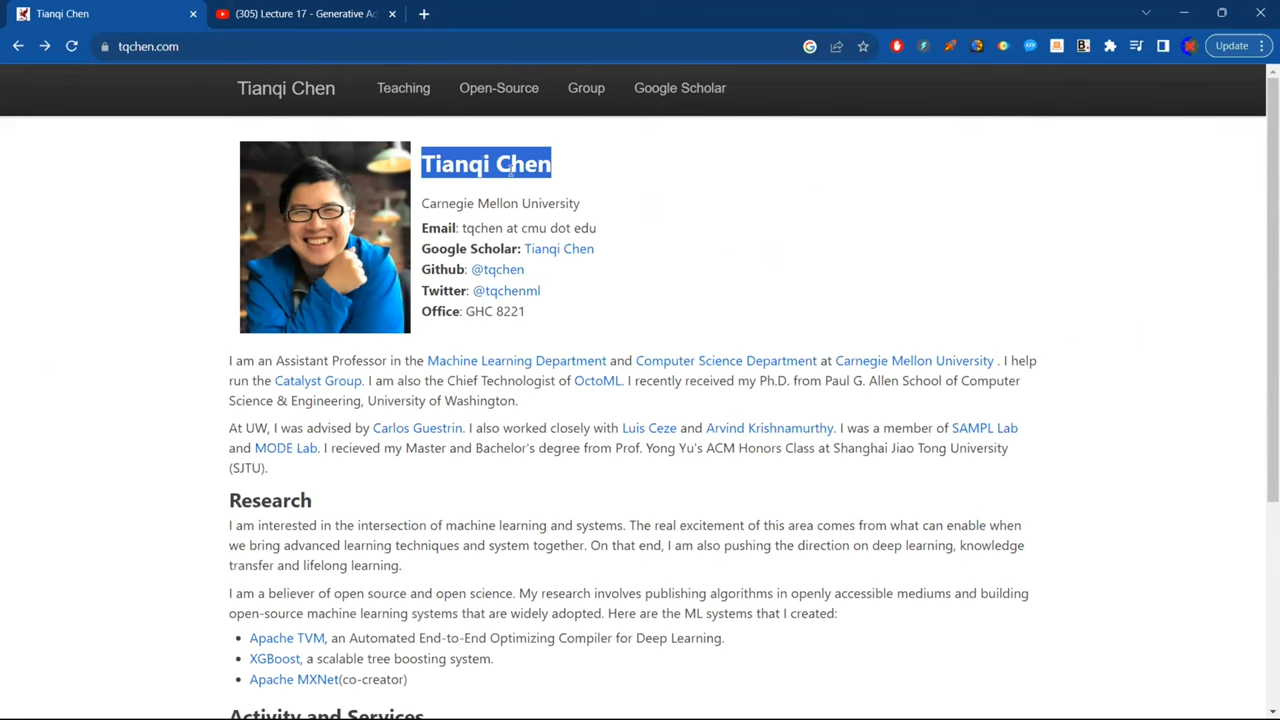 Tianqi Chen
(305) Lecture 17 - Generative Ad
tqchen.com
Update
Tianqi Chen Teaching Open-Source Group Google Scholar
Tianqi Chen
Carnegie Mellon University
Email: tqchen at cmu dot edu
Google Scholar: Tianqi Chen
Github: @tqchen
Twitter: @tqchenml
Office: GHC 8221
I am an Assistant Professor in the Machine Learning Department and Computer Science Department at Carnegie Mellon University . I help
run the Catalyst Group. I am also the Chief Technologist of OctoML. I recently received my Ph.D. from Paul G. Allen School of Computer
Science & Engineering, University of Washington.
At UW, I was advised by Carlos Guestrin. I also worked closely with Luis Ceze and Arvind Krishnamurthy. I was a member of SAMPL Lab
and MODE Lab. I recieved my Master and Bachelor's degree from Prof. Yong Yu's ACM Honors Class at Shanghai Jiao Tong University
(SJTU).
Research
I am interested in the intersection of machine learning and systems. The real excitement of this area comes from what can enable when
we bring advanced learning techniques and system together. On that end, I am also pushing the direction on deep learning, knowledge
transfer and lifelong learning.
I am a believer of open source and open science. My research involves publishing algorithms in openly accessible mediums and building
open-source machine learning systems that are widely adopted. Here are the ML systems that I created:
• Apache TVM, an Automated End-to-End Optimizing Compiler for Deep Learning.
• XGBoost, a scalable tree boosting system.
• Apache MXNet(co-creator)
Activity and Services